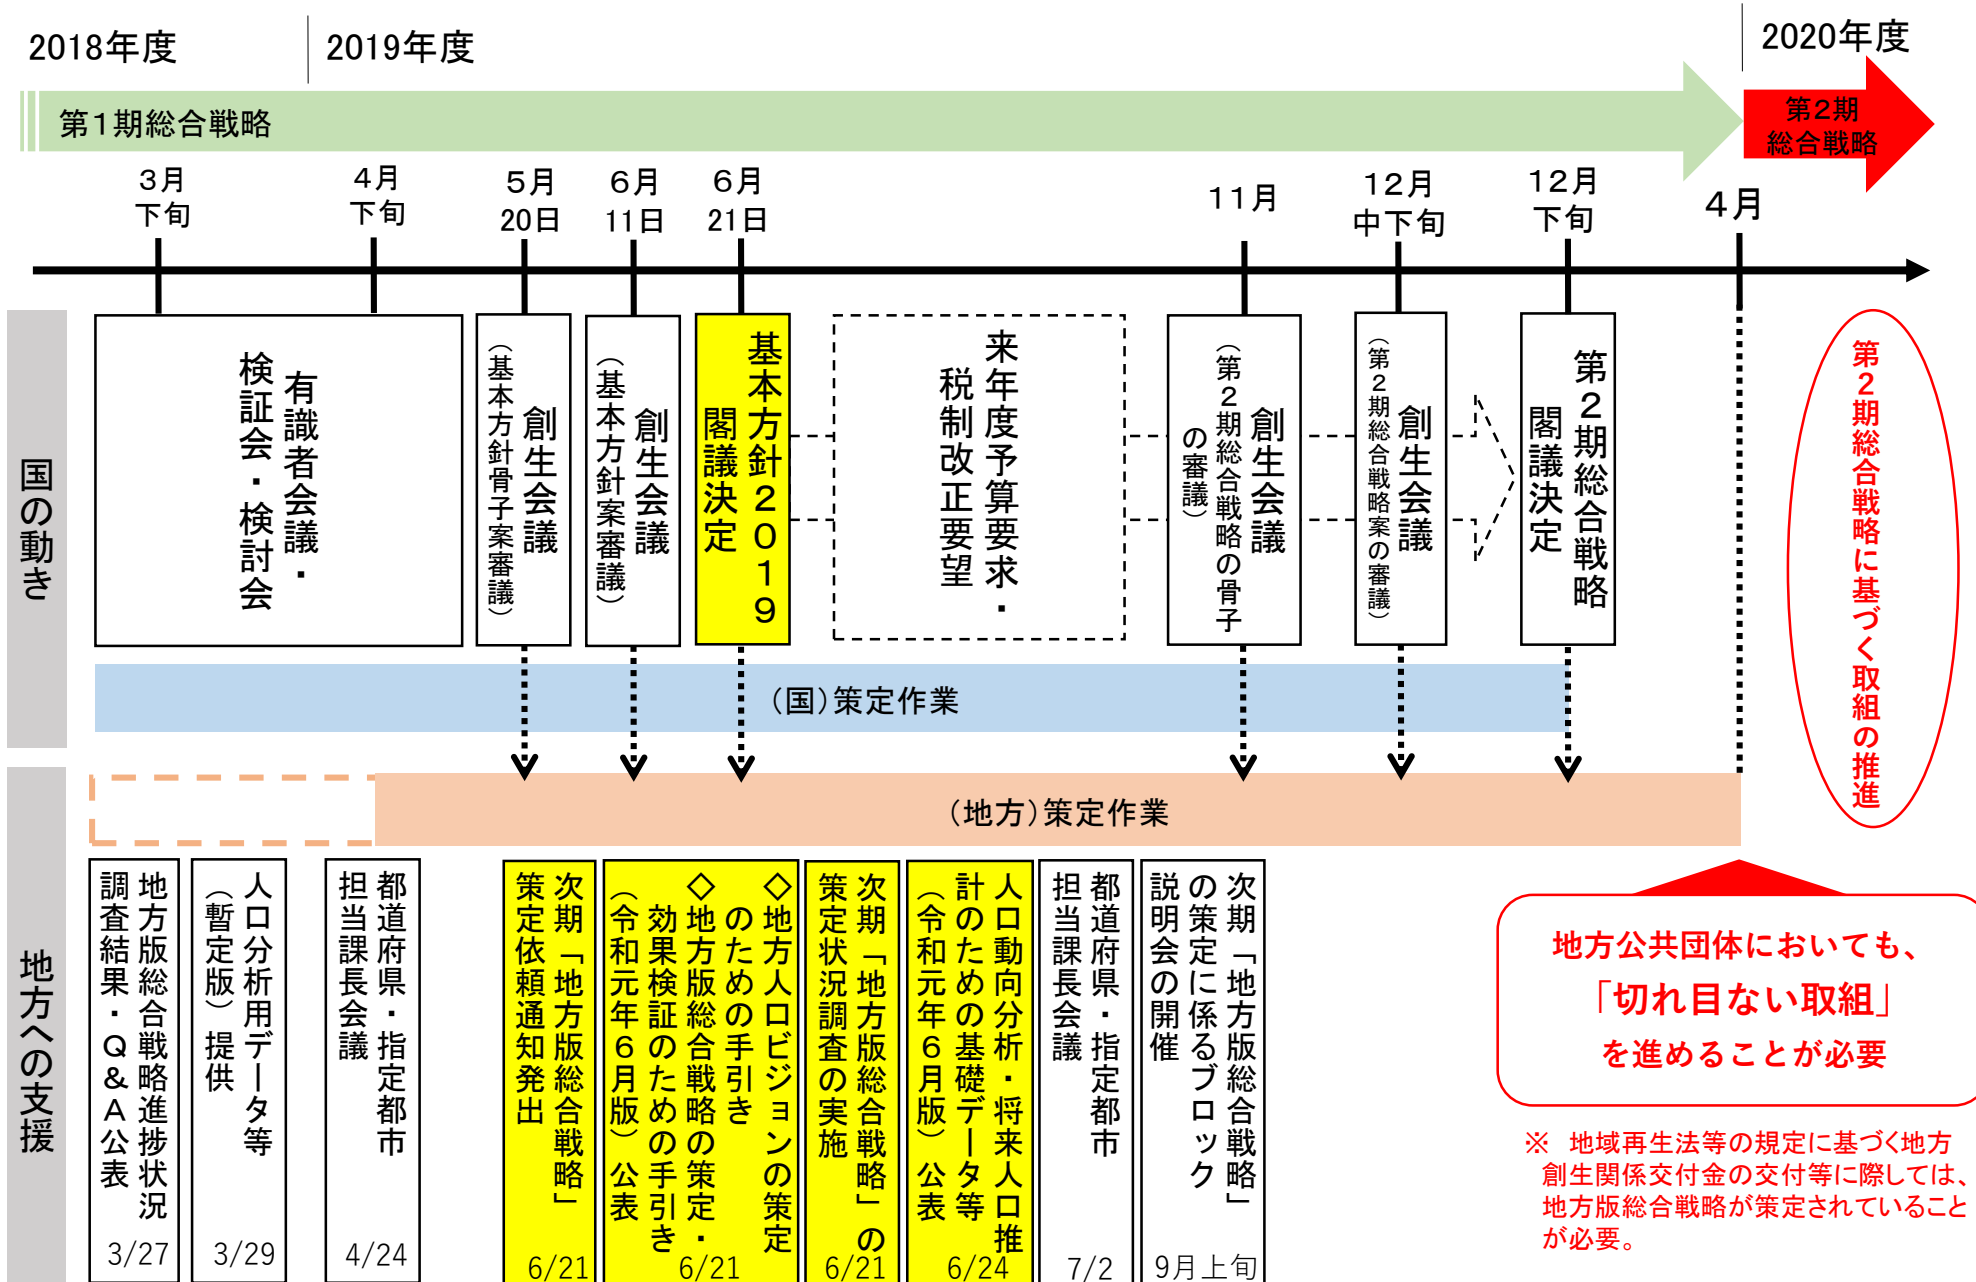 2018年度
2019年度
2020年度
第1期総合戦略
第2期
総合戦略
3月
下旬
4月
下旬
5月
20日
6月
11日
6月
21日
11月
12月
中下旬
12月
下旬
4月
国の動き
有識者会議・
検証会・検討会
創生会議
（基本方針骨子案審議）
創生会議
（基本方針案審議）
基本方針2019
閣議決定
来年度予算要求・
税制改正要望
創生会議
（第2期総合戦略の骨子
の審議）
創生会議
（第2期総合戦略案の審議）
第2期総合戦略
閣議決定
第2期総合戦略に基づく取組の推進
（国）策定作業
（地方）策定作業
地方への支援
地方版総合戦略進捗状況
調査結果・Q&A公表
3/27
人口分析用データ等
（暫定版）提供
3/29
都道府県・指定都市
担当課長会議
4/24
次期「地方版総合戦略」
策定依頼通知発出
6/21
◇地方人口ビジョンの策定
のための手引き
◇地方版総合戦略の策定・
効果検証のための手引き
（令和元年6月版）公表
6/21
次期「地方版総合戦略」の
策定状況調査の実施
6/21
人口動向分析・将来人口推
計のための基礎データ等
（令和元年6月版）公表
6/24
都道府県・指定都市
担当課長会議
7/2
次期「地方版総合戦略」
の策定に係るブロック
説明会の開催
9月上旬
地方公共団体においても、
「切れ目ない取組」
を進めることが必要
※ 地域再生法等の規定に基づく地方
創生関係交付金の交付等に際しては、
地方版総合戦略が策定されていること
が必要。